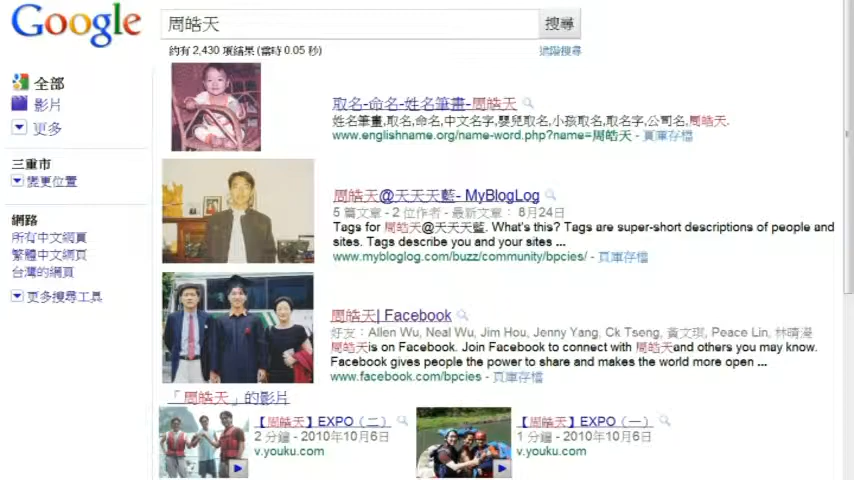 Google
周皓天
搜尋
約有 2,430 項結果 (需時 0.05 秒)
進階搜尋
全部
影片
更多
三重市
變更位置
網路
所有中文網頁
繁體中文網頁
台灣的網頁
更多搜尋工具
取名-命名-姓名筆畫-周皓天
姓名筆畫,取名,命名,中文名字,嬰兒取名,小孩取名,取名字,公司名,周皓天.
www.englishname.org/name-word.php?name=周皓天 - 頁庫存檔
周皓天@天天天藍- MyBlogLog
5 篇文章 - 2 位作者 - 最新文章： 8月24日
Tags for 周皓天@天天天藍. What's this? Tags are super-short descriptions of people and
sites. Tags describe you and your sites ...
www.mybloglog.com/buzz/community/bpcies/ - 頁庫存檔
周皓天| Facebook
好友：Allen Wu, Neal Wu, Jim Hou, Jenny Yang, Ck Tseng, 黃文琪, Peace Lin, 林晴
周皓天is on Facebook. Join Facebook to connect with 周皓天and others you may know.
Facebook gives people the power to share and makes the world more open ...
www.facebook.com/bpcies - 頁庫存檔
「周皓天」的影片
【周皓天】EXPO（二）
2 分鐘 - 2010年10月6日
v.youku.com
【周皓天】EXPO（一）
1 分鐘 - 2010年10月6日
v.youku.com